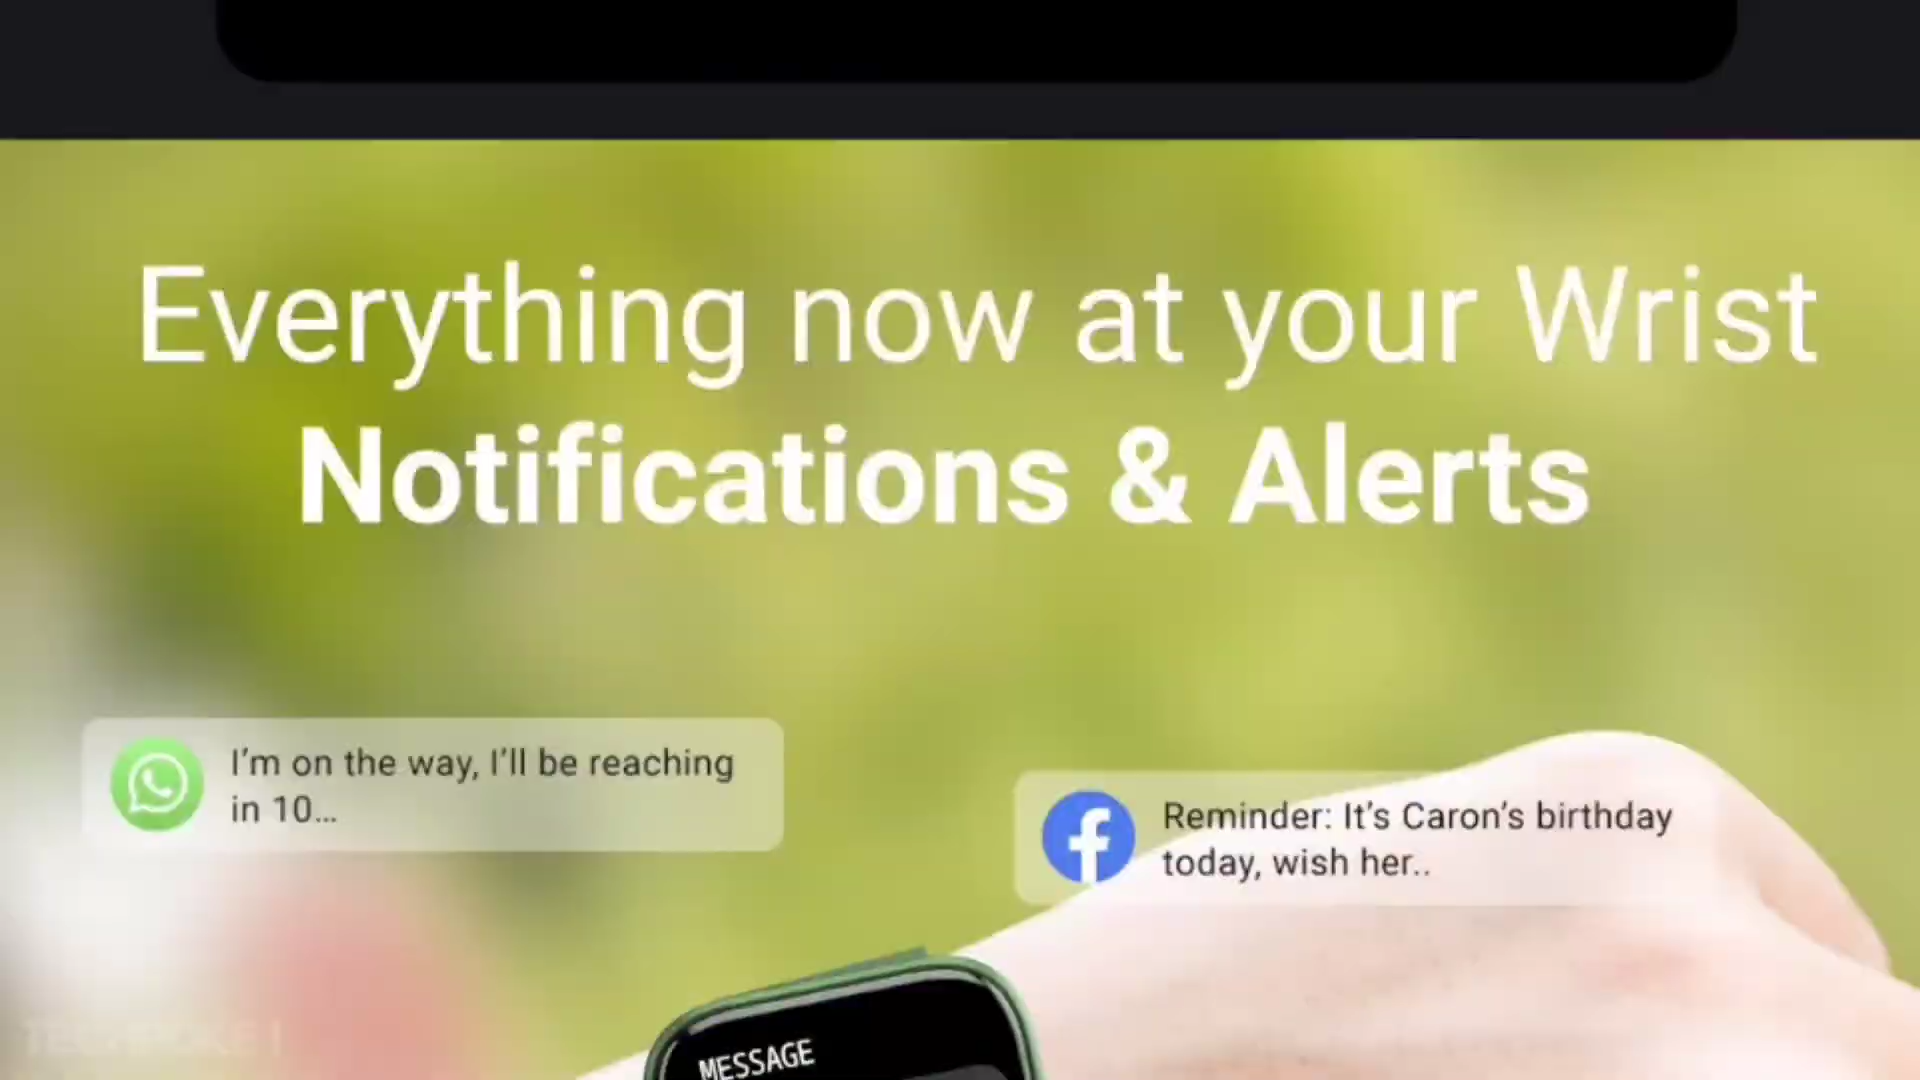 Everything now at your Wrist
Notifications & Alerts
I’m on the way, I’ll be reaching
in 10...
Reminder: It’s Caron’s birthday
today, wish her..
MESSAGE